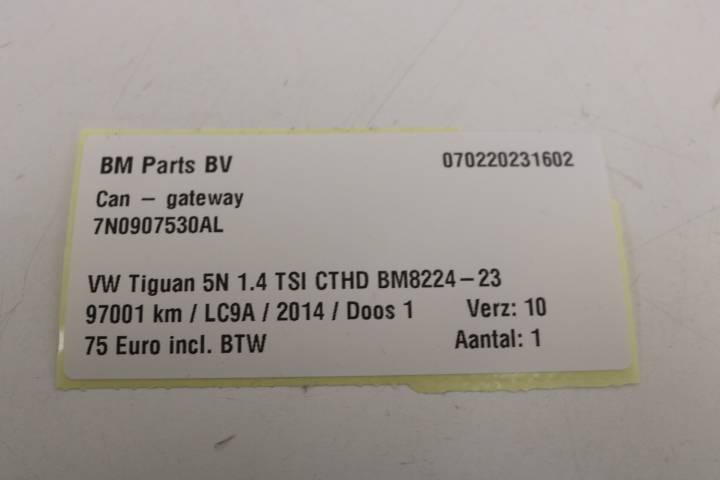 BM Parts BV 070220231602
Can - gateway
7N0907530AL
VW Tiguan 5N 1.4 TSI CTHD BM8224-23
97001 km / LC9A / 2014 / Doos 1 Verz: 10
75 Euro incl. BTW Aantal: 1